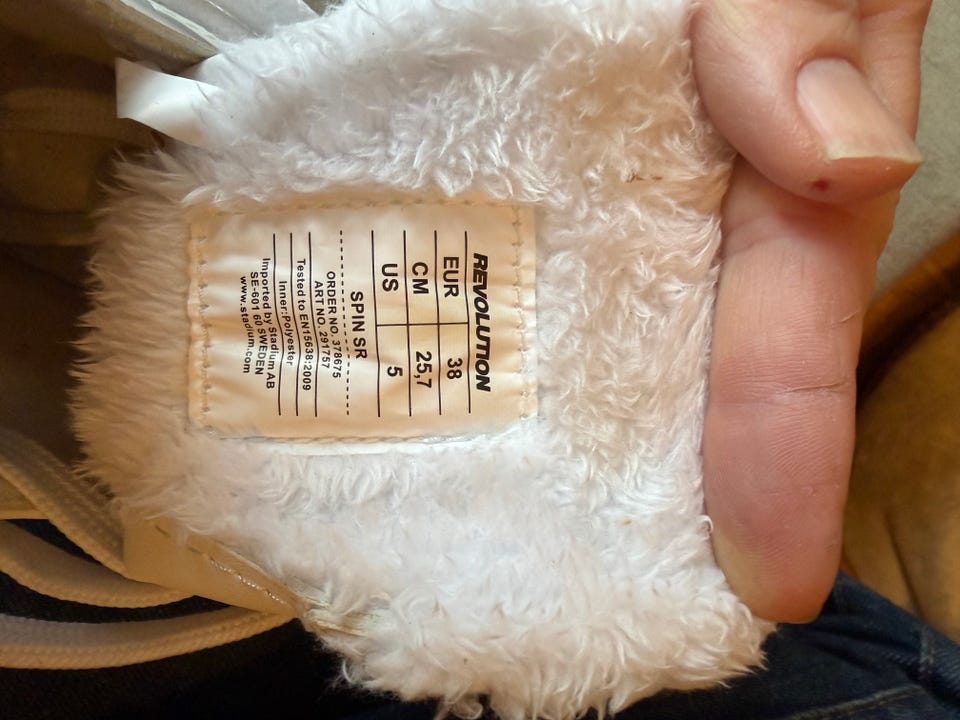 REVOLUTION
EUR 38
CM 25,7
US 5
SPIN SR
ORDER NO. 378675
ART NO. 291757
Tested to EN15638:2009
Inner:Polyester
Imported by Stadium AB
SE-601 60 SWEDEN
www.stadium.com